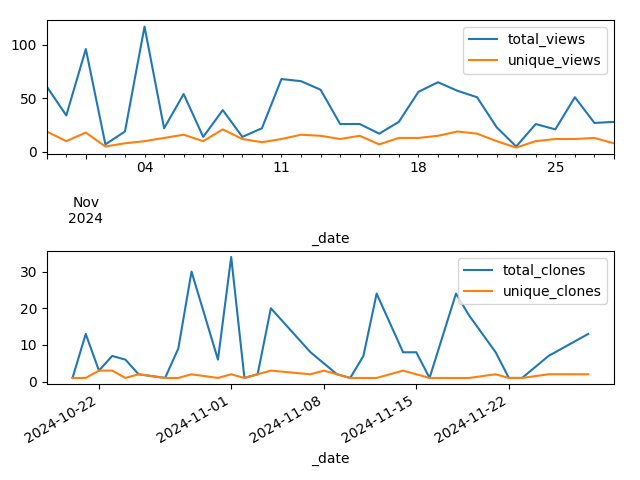 100
50
0
total_views
unique_views
04
11
18
25
Nov
2024
_date
30
20
10
0
total_clones
unique_clones
2024-10-22
2024-11-01
2024-11-08
2024-11-15
2024-11-22
_date